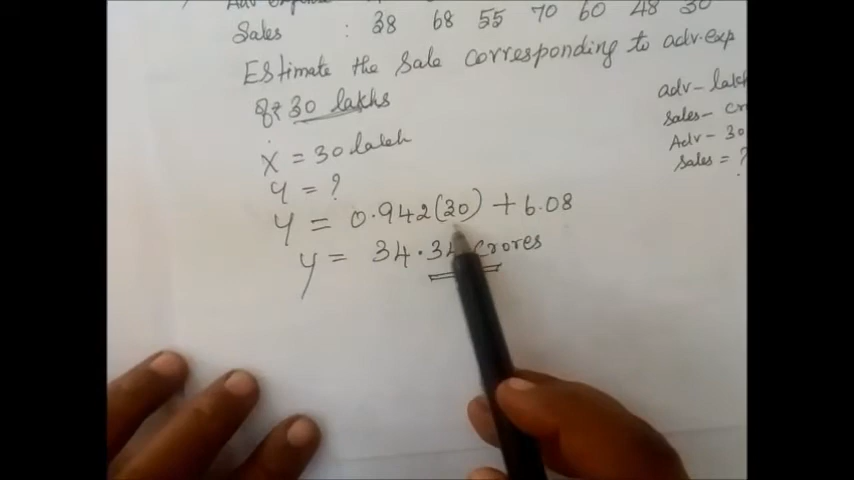 Sales : 38 68 55 70 60 48 30
Estimate the Sale corresponding to adv.exp
of ₹ 30 lakhs
X = 30 lakh
y = ?
y = 0.942(30) + 6.08
y = 34.34 crores
adv - lakh
Sales - cr
Adv - 30
Sales = ?